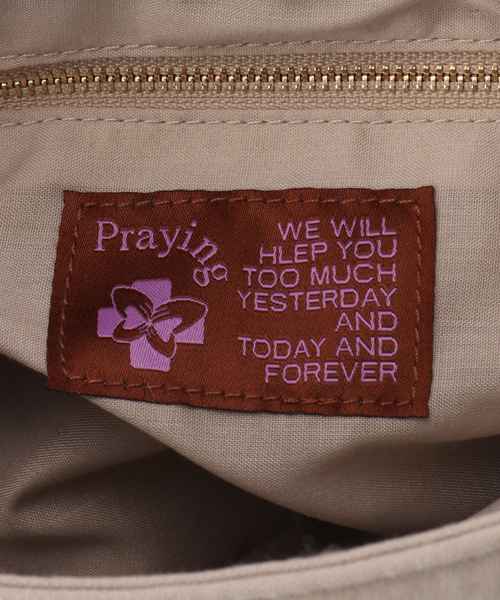 Praying
WE WILL
HLEP YOU
TOO MUCH
YESTERDAY
AND
TODAY AND
FOREVER